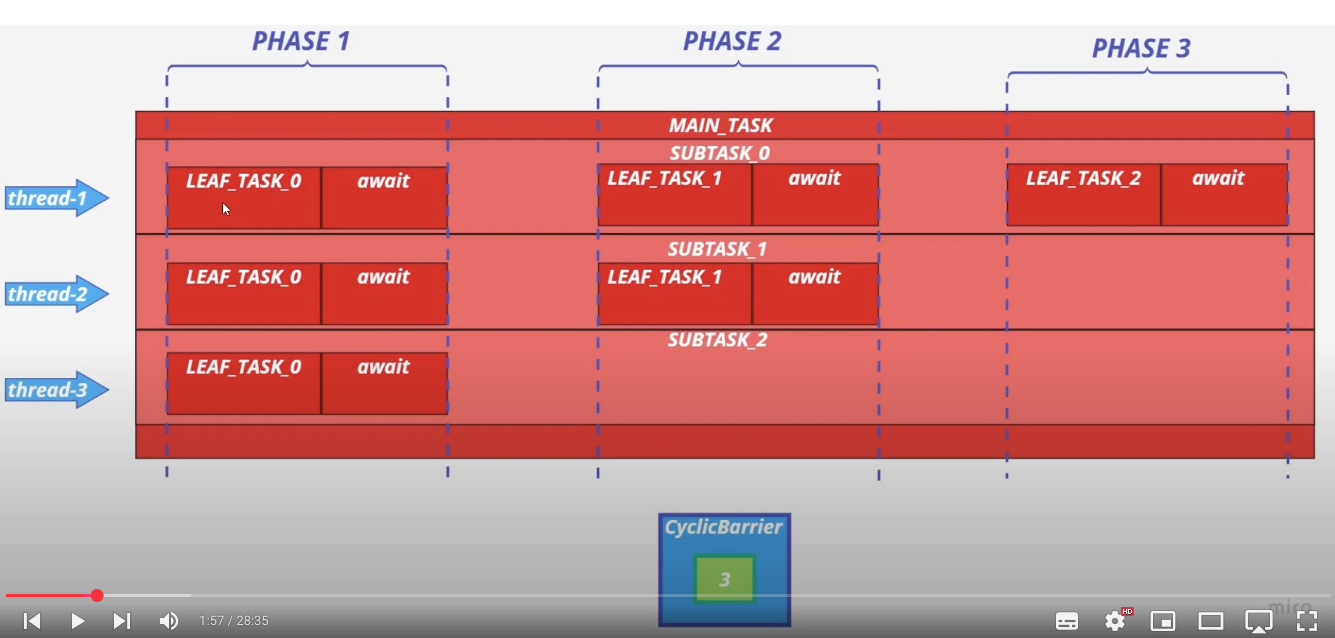 PHASE 1
PHASE 2
PHASE 3
MAIN_TASK
SUBTASK_0
thread-1
LEAF_TASK_0
await
LEAF_TASK_1
await
LEAF_TASK_2
await
SUBTASK_1
thread-2
LEAF_TASK_0
await
LEAF_TASK_1
await
SUBTASK_2
thread-3
LEAF_TASK_0
await
CyclicBarrier
3
miro
1:57 / 28:35
HD